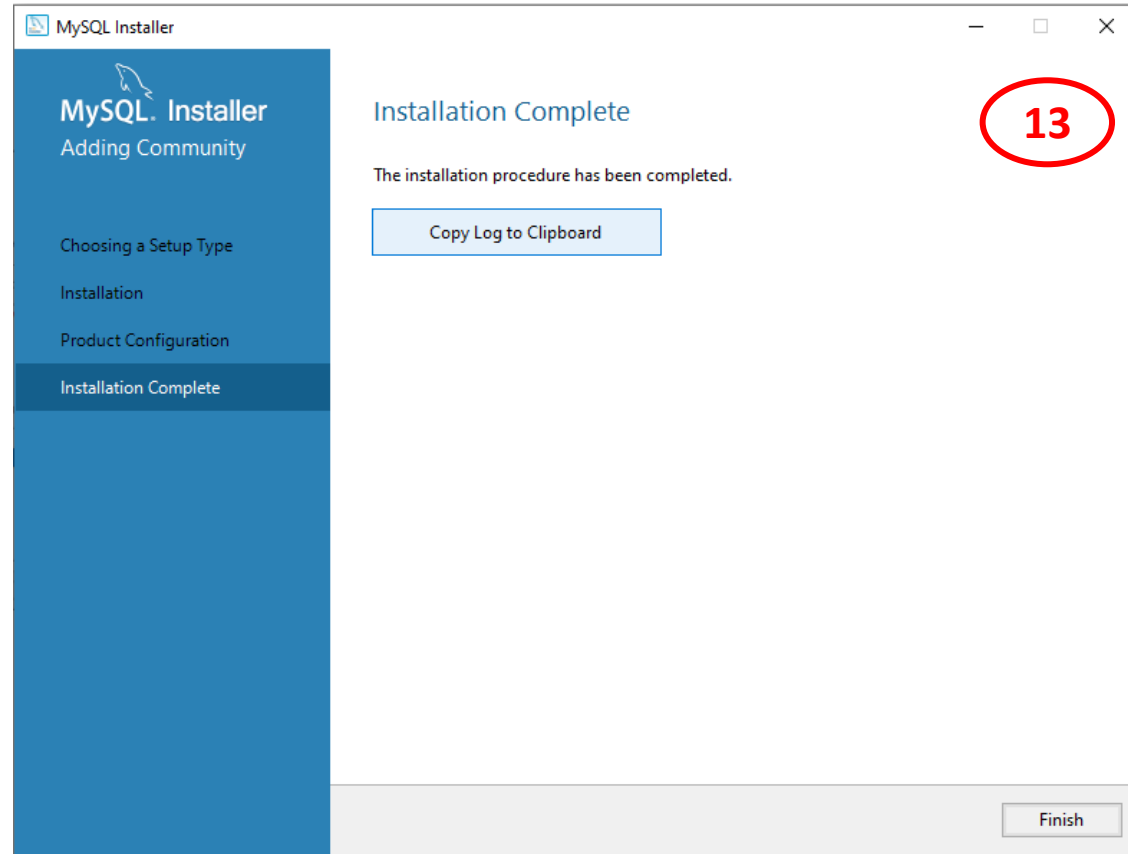 MySQL Installer
MySQL. Installer
Adding Community
Choosing a Setup Type
Installation
Product Configuration
Installation Complete
Installation Complete
13
The installation procedure has been completed.
Copy Log to Clipboard
Finish